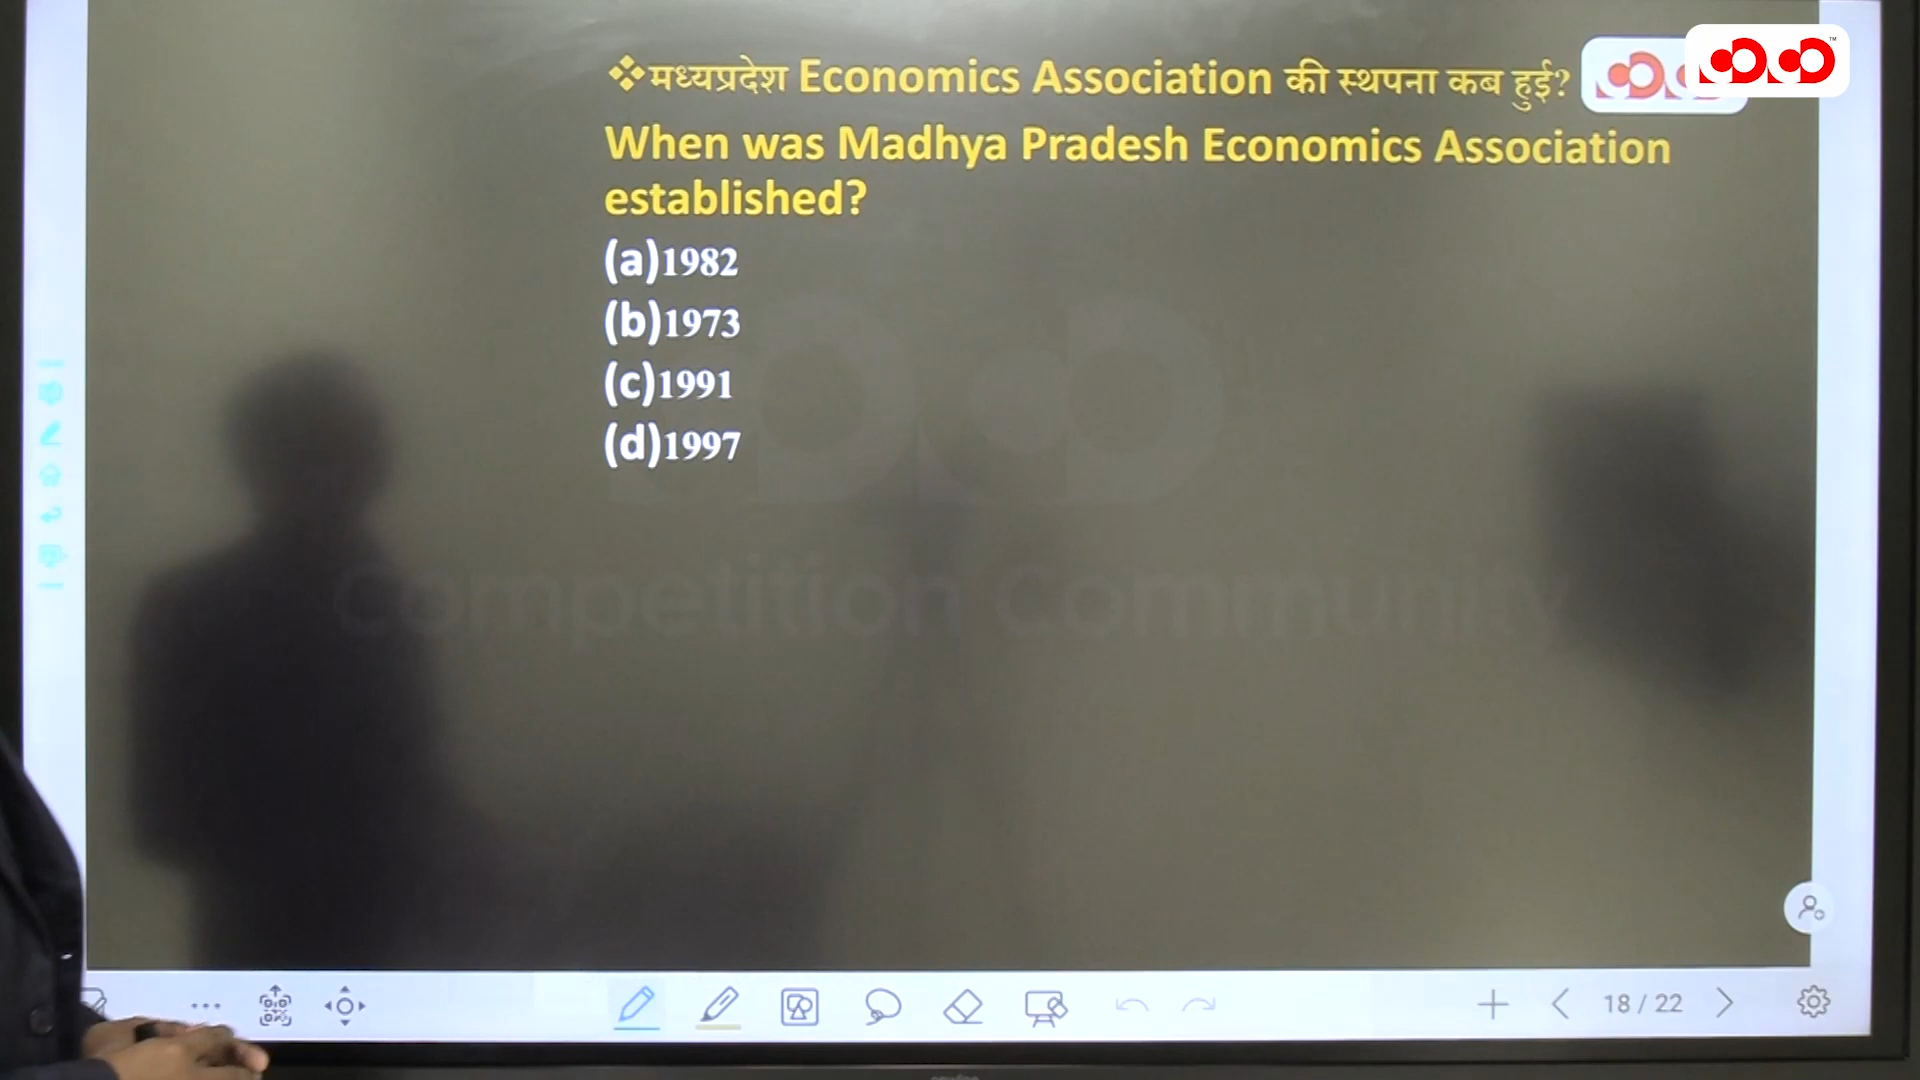 ❖मध्यप्रदेश Economics Association की स्थपना कब हुई?
When was Madhya Pradesh Economics Association
established?
(a)1982
(b)1973
(c)1991
(d)1997
Competition Community
18 / 22